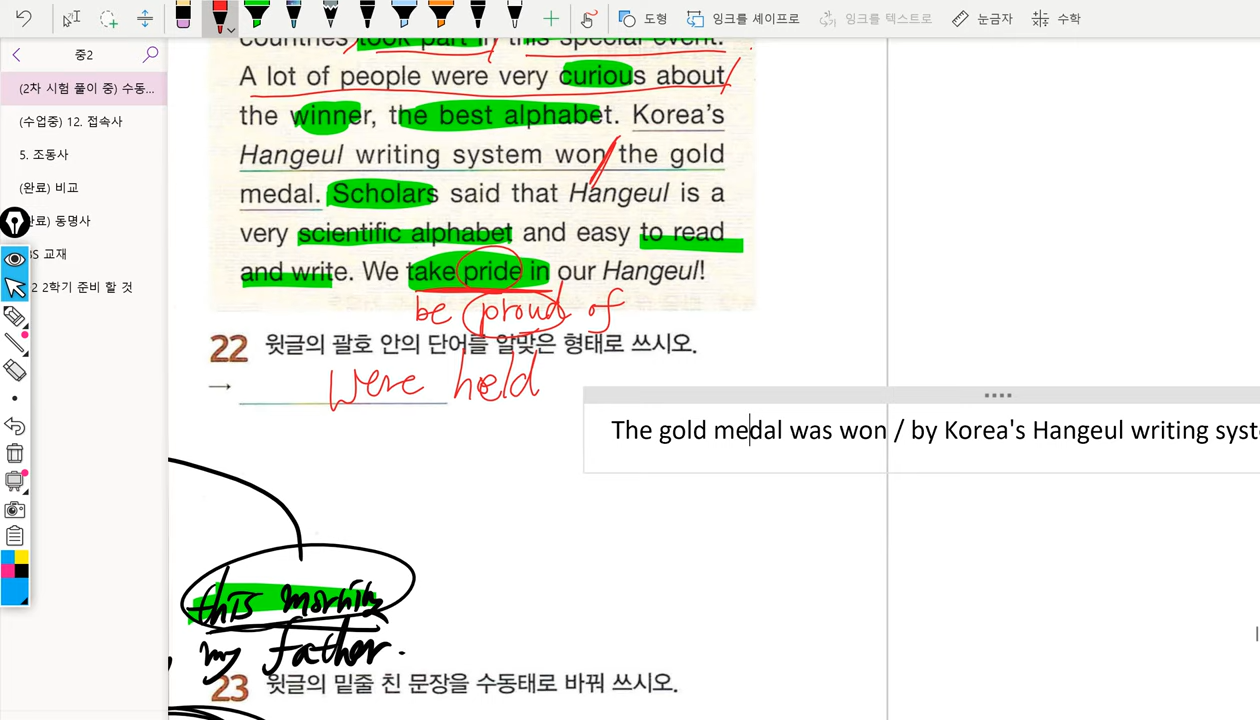 도형
잉크를 셰이프로
잉크를 텍스트로
눈금자
수학
중2
(2차 시험 풀이 중) 수동...
(수업중) 12. 접속사
5. 조동사
(완료) 비교
료) 동명사
교재
2 2학기 준비 할 것
countries took part in this special event.
A lot of people were very curious about
the winner, the best alphabet. Korea's
Hangeul writing system won the gold
medal. Scholars said that Hangeul is a
very scientific alphabet and easy to read
and write. We take pride in our Hangeul!
be proud of
22 윗글의 괄호 안의 단어를 알맞은 형태로 쓰시오.
→ were held
The gold medal was won / by Korea's Hangeul writing syst
this morning
my father.
23 윗글의 밑줄 친 문장을 수동태로 바꿔 쓰시오.